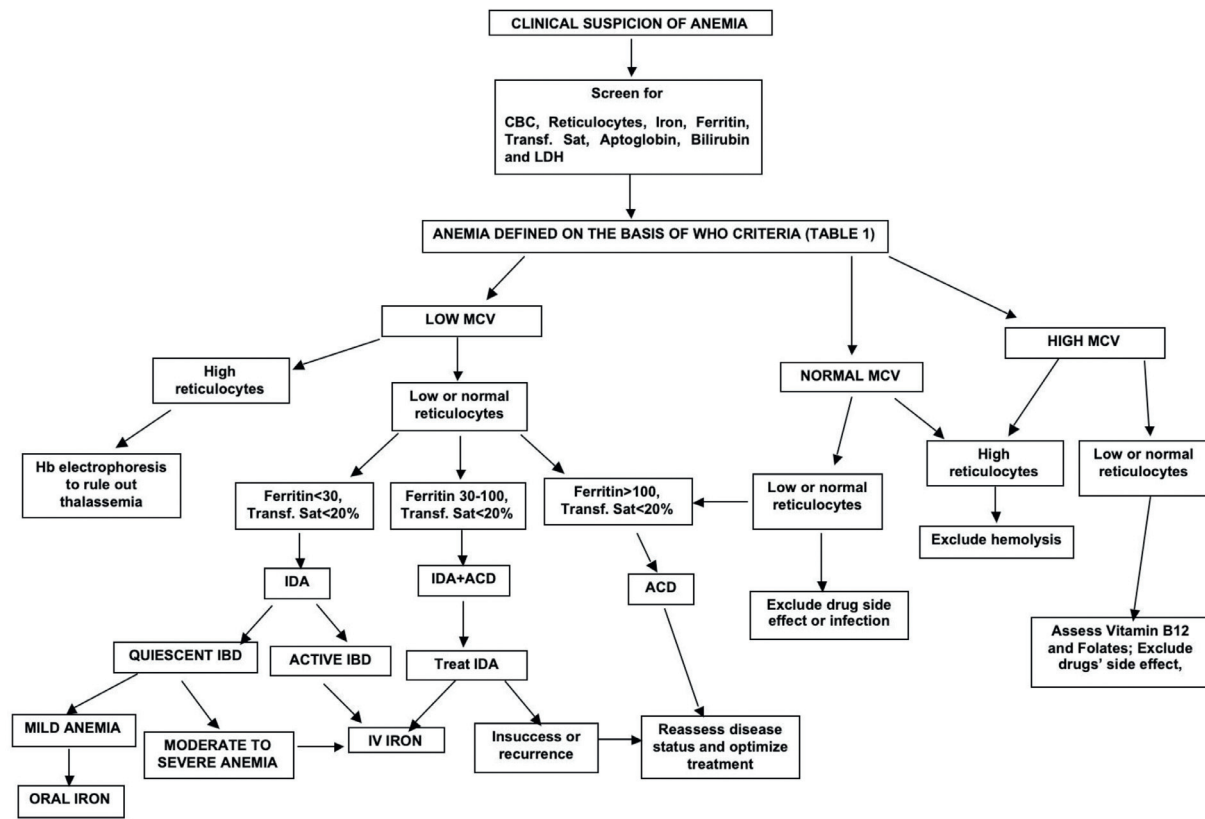 CLINICAL SUSPICION OF ANEMIA
Screen for
CBC, Reticulocytes, Iron, Ferritin,
Transf. Sat, Aptoglobin, Bilirubin
and LDH
ANEMIA DEFINED ON THE BASIS OF WHO CRITERIA (TABLE 1)
LOW MCV
HIGH MCV
NORMAL MCV
High
reticulocytes
Low or normal
reticulocytes
High
reticulocytes
Low or normal
reticulocytes
Hb electrophoresis
to rule out
thalassemia
Ferritin<30,
Transf. Sat<20%
Ferritin 30-100,
Transf. Sat<20%
Ferritin>100,
Transf. Sat<20%
Low or normal
reticulocytes
Exclude hemolysis
IDA
IDA+ACD
ACD
Exclude drug side
effect or infection
Assess Vitamin B12
and Folates; Exclude
drugs' side effect,
QUIESCENT IBD
ACTIVE IBD
Treat IDA
MILD ANEMIA
MODERATE TO
SEVERE ANEMIA
IV IRON
Insuccess or
recurrence
Reassess disease
status and optimize
treatment
ORAL IRON